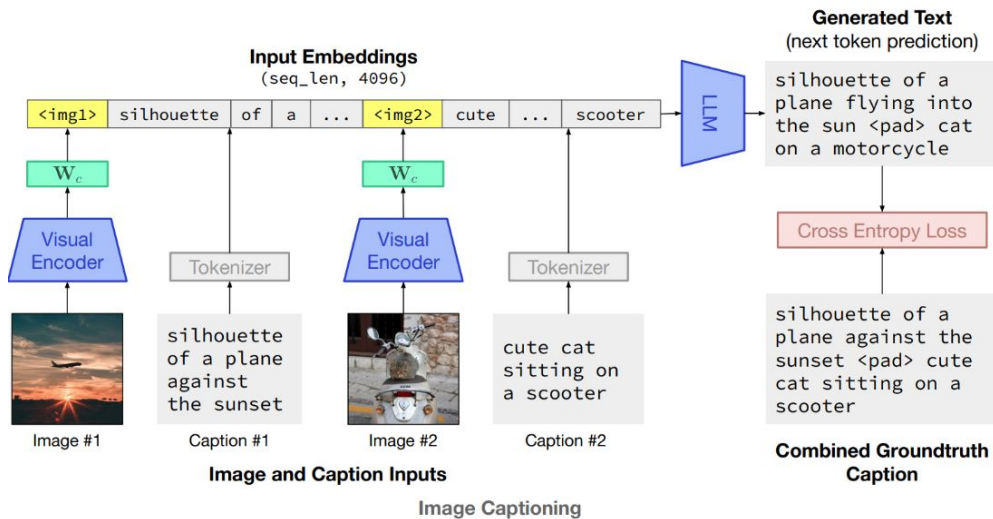 Generated Text
(next token prediction)
Input Embeddings
(seq_len, 4096)
<img1> silhouette of a ... <img2> cute ... scooter
LLM
silhouette of a
plane flying into
the sun <pad> cat
on a motorcycle
W_c
W_c
Visual
Encoder
Tokenizer
Visual
Encoder
Tokenizer
Cross Entropy Loss
silhouette
of a plane
against
the sunset
cute cat
sitting on
a scooter
silhouette of a
plane against the
sunset <pad> cute
cat sitting on a
scooter
Image #1
Caption #1
Image #2
Caption #2
Image and Caption Inputs
Combined Groundtruth
Caption
Image Captioning